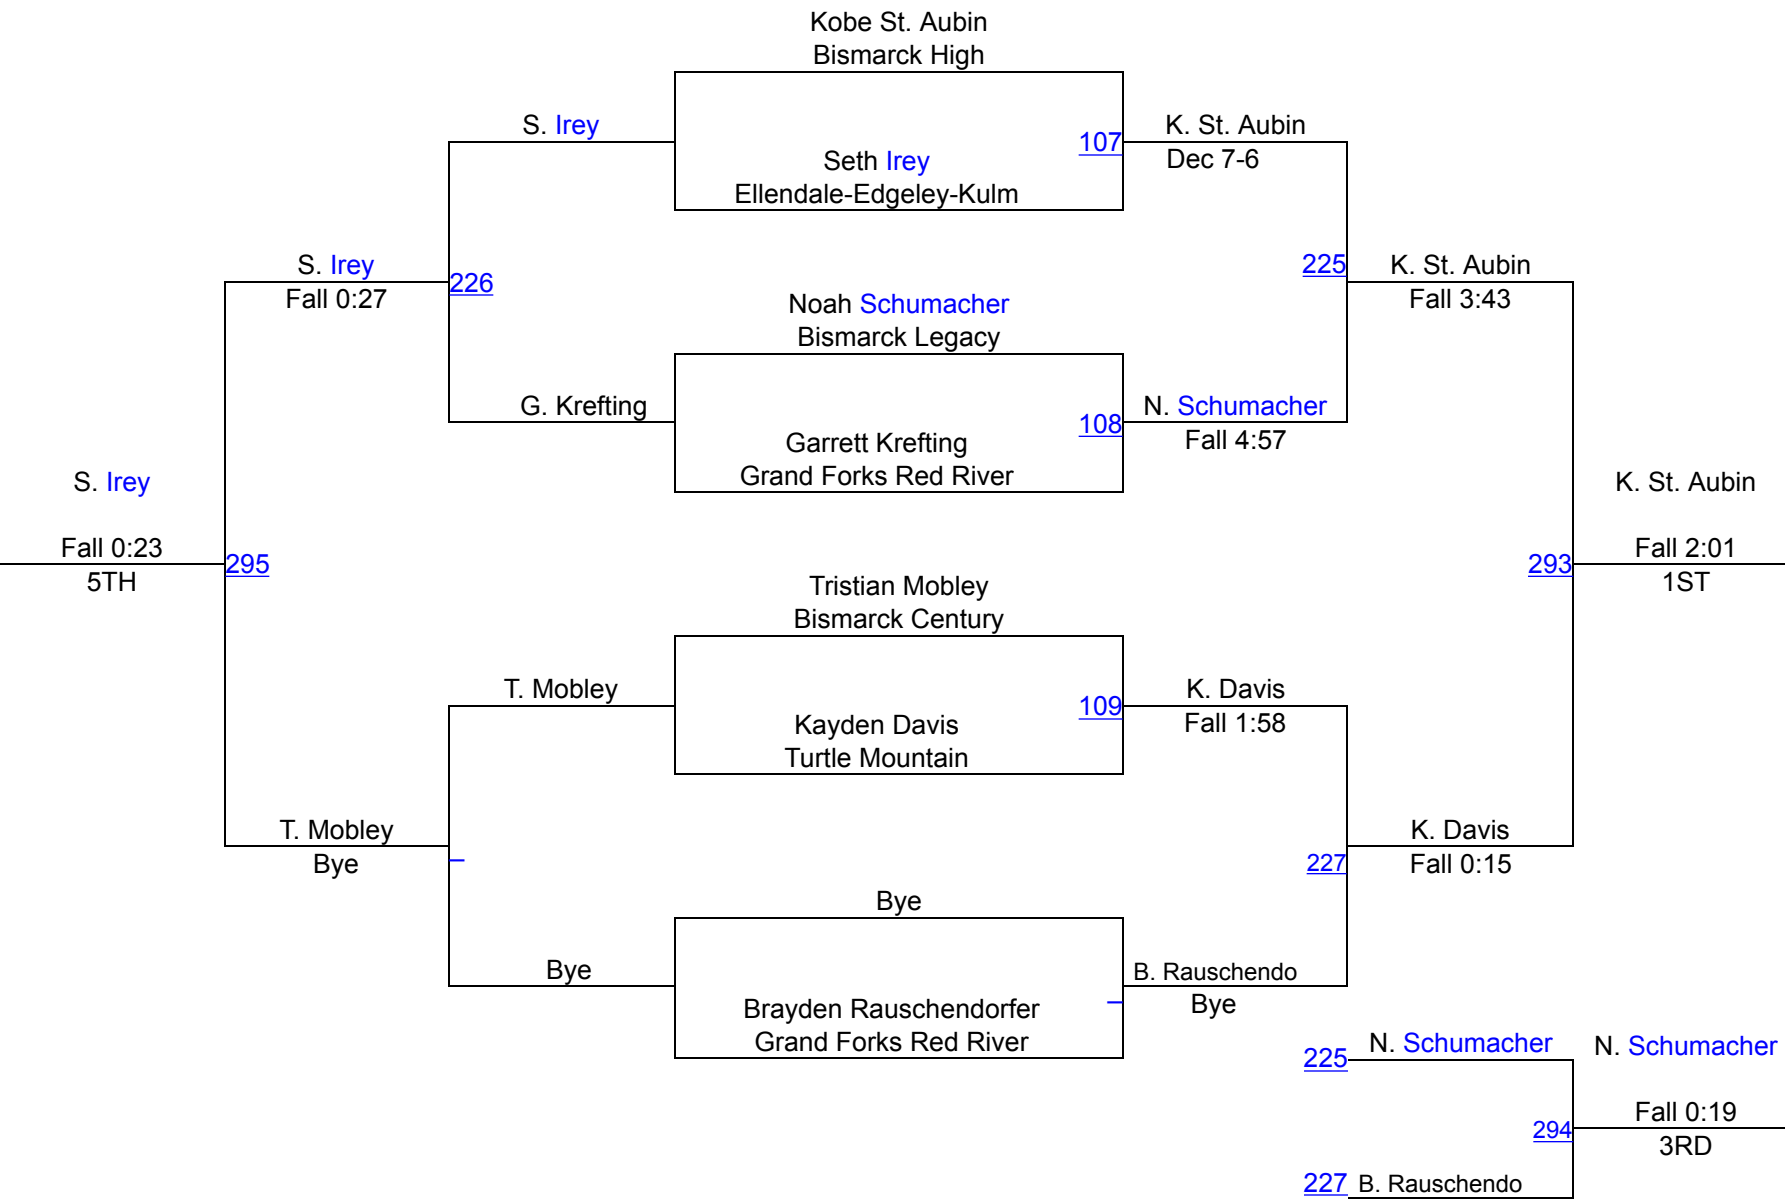 Kobe St. Aubin
Bismarck High
S. Irey
107
K. St. Aubin
Dec 7-6
Seth Irey
Ellendale-Edgeley-Kulm
S. Irey
Fall 0:27
226
225
K. St. Aubin
Fall 3:43
Noah Schumacher
Bismarck Legacy
G. Krefting
108
N. Schumacher
Fall 4:57
Garrett Krefting
Grand Forks Red River
S. Irey
Fall 0:23
5TH
295
293
K. St. Aubin
Fall 2:01
1ST
Tristian Mobley
Bismarck Century
T. Mobley
109
K. Davis
Fall 1:58
Kayden Davis
Turtle Mountain
T. Mobley
Bye
227
K. Davis
Fall 0:15
Bye
Bye
B. Rauschendo
Bye
Brayden Rauschendorfer
Grand Forks Red River
225
N. Schumacher
N. Schumacher
294
Fall 0:19
3RD
227
B. Rauschendo